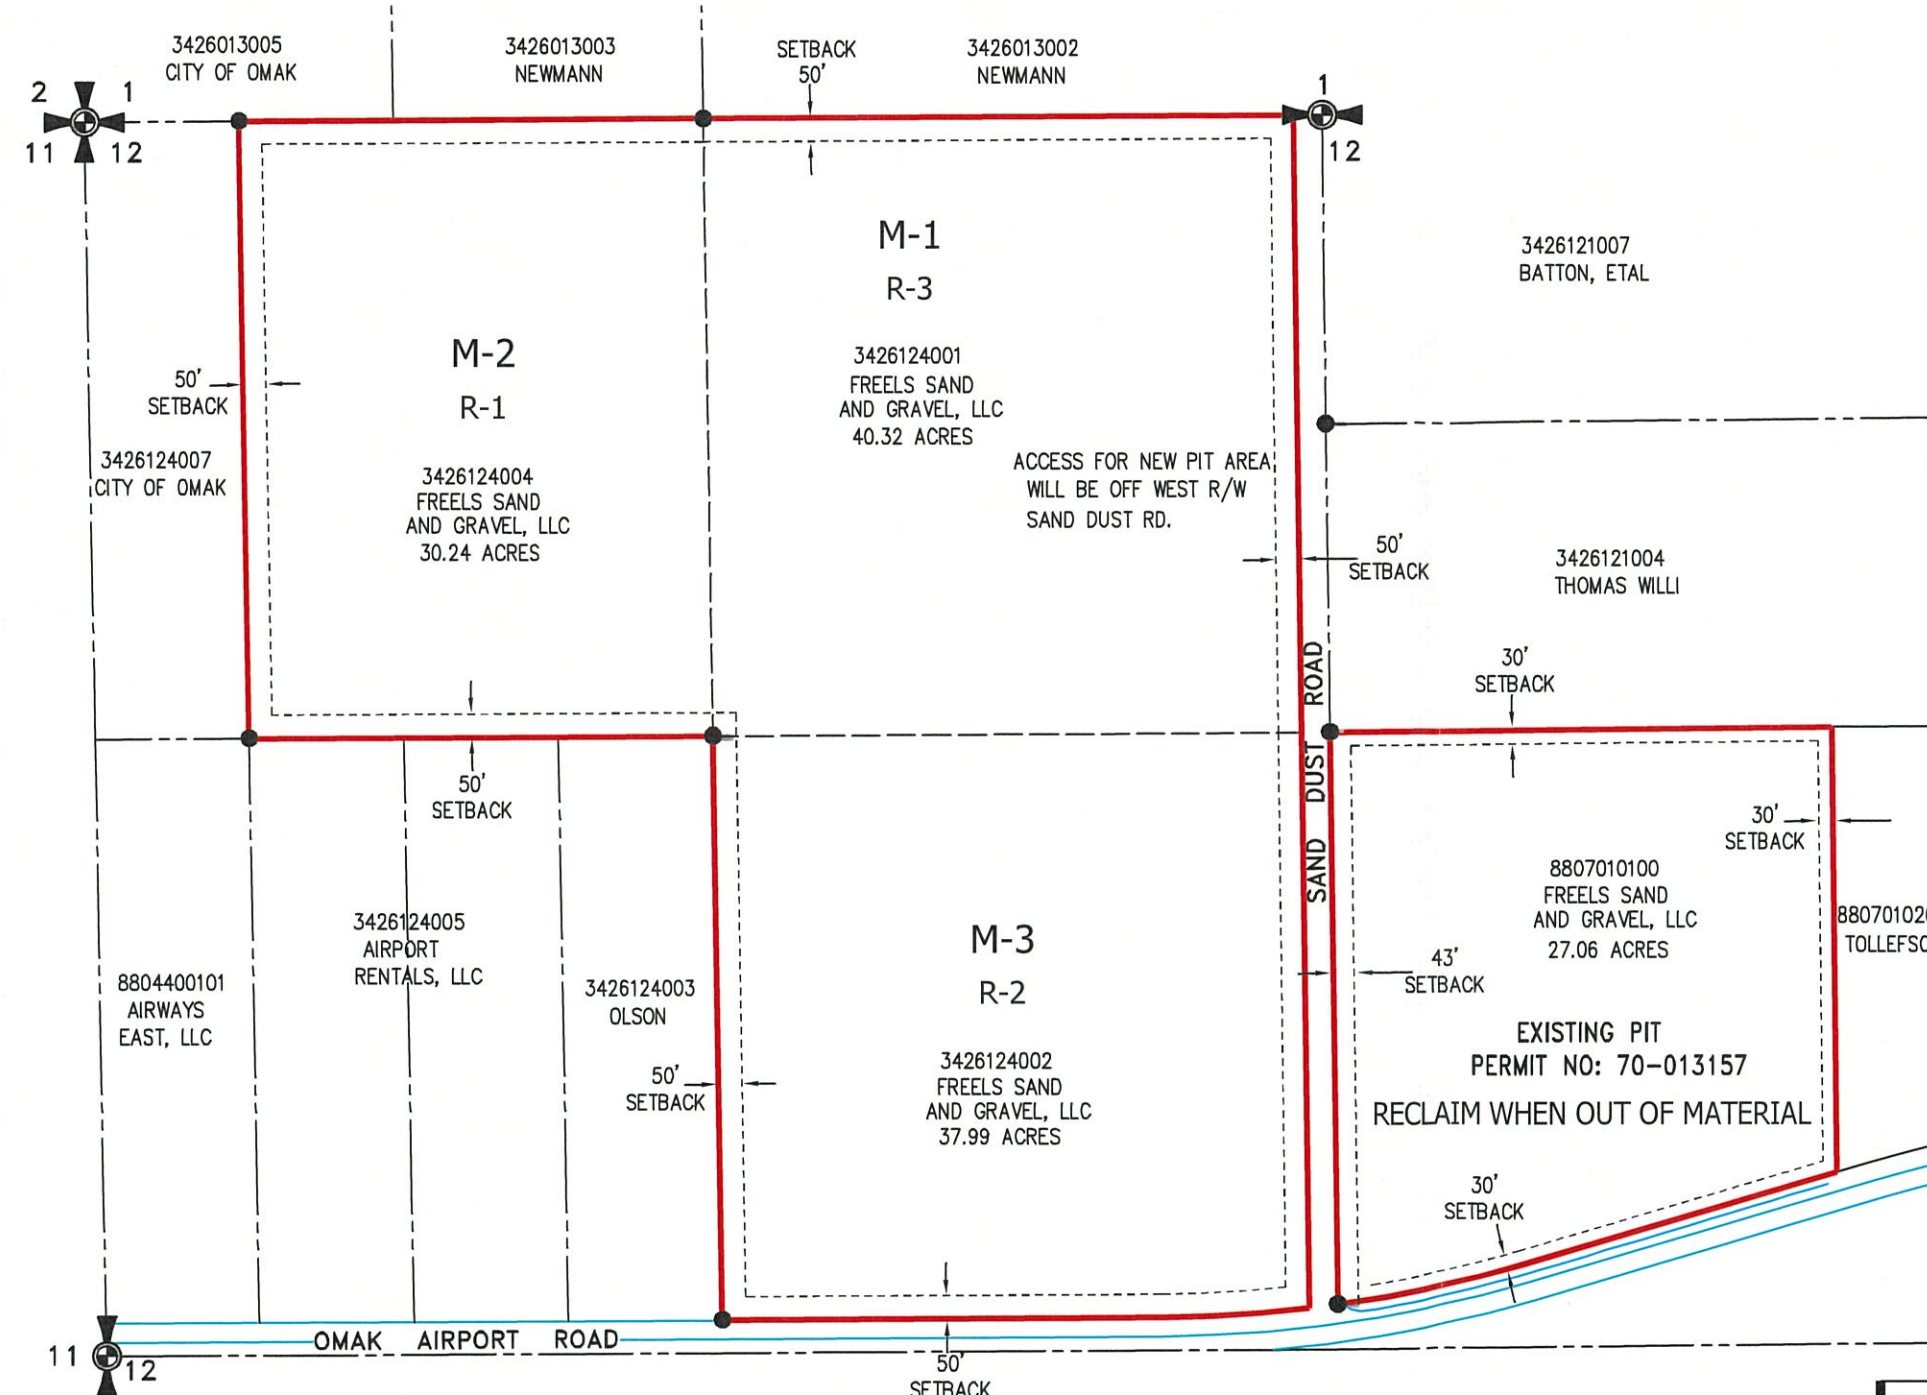 3426013005
CITY OF OMAK
3426013003
NEWMANN
SETBACK
50'
3426013002
NEWMANN
2 1
11 12
1
12
M-1
R-3
3426124001
FREELS SAND
AND GRAVEL, LLC
40.32 ACRES
M-2
R-1
3426124004
FREELS SAND
AND GRAVEL, LLC
30.24 ACRES
50'
SETBACK
3426124007
CITY OF OMAK
ACCESS FOR NEW PIT AREA
WILL BE OFF WEST R/W
SAND DUST RD.
3426121007
BATTON, ETAL
50'
SETBACK
3426121004
THOMAS WILLI
30'
SETBACK
SAND DUST ROAD
50'
SETBACK
30'
SETBACK
8807010100
FREELS SAND
AND GRAVEL, LLC
27.06 ACRES
43'
SETBACK
EXISTING PIT
PERMIT NO: 70-013157
RECLAIM WHEN OUT OF MATERIAL
30'
SETBACK
3426124005
AIRPORT
RENTALS, LLC
8804400101
AIRWAYS
EAST, LLC
3426124003
OLSON
50'
SETBACK
M-3
R-2
3426124002
FREELS SAND
AND GRAVEL, LLC
37.99 ACRES
OMAK AIRPORT ROAD
11
12
50'
SETBACK